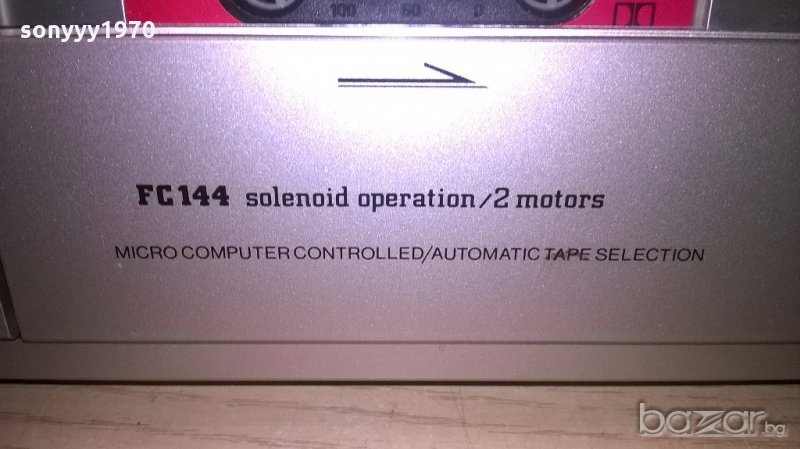 sonyyy1970
100 50 0
FC144 solenoid operation/2 motors
MICRO COMPUTER CONTROLLED/AUTOMATIC TAPE SELECTION
bazar.bg